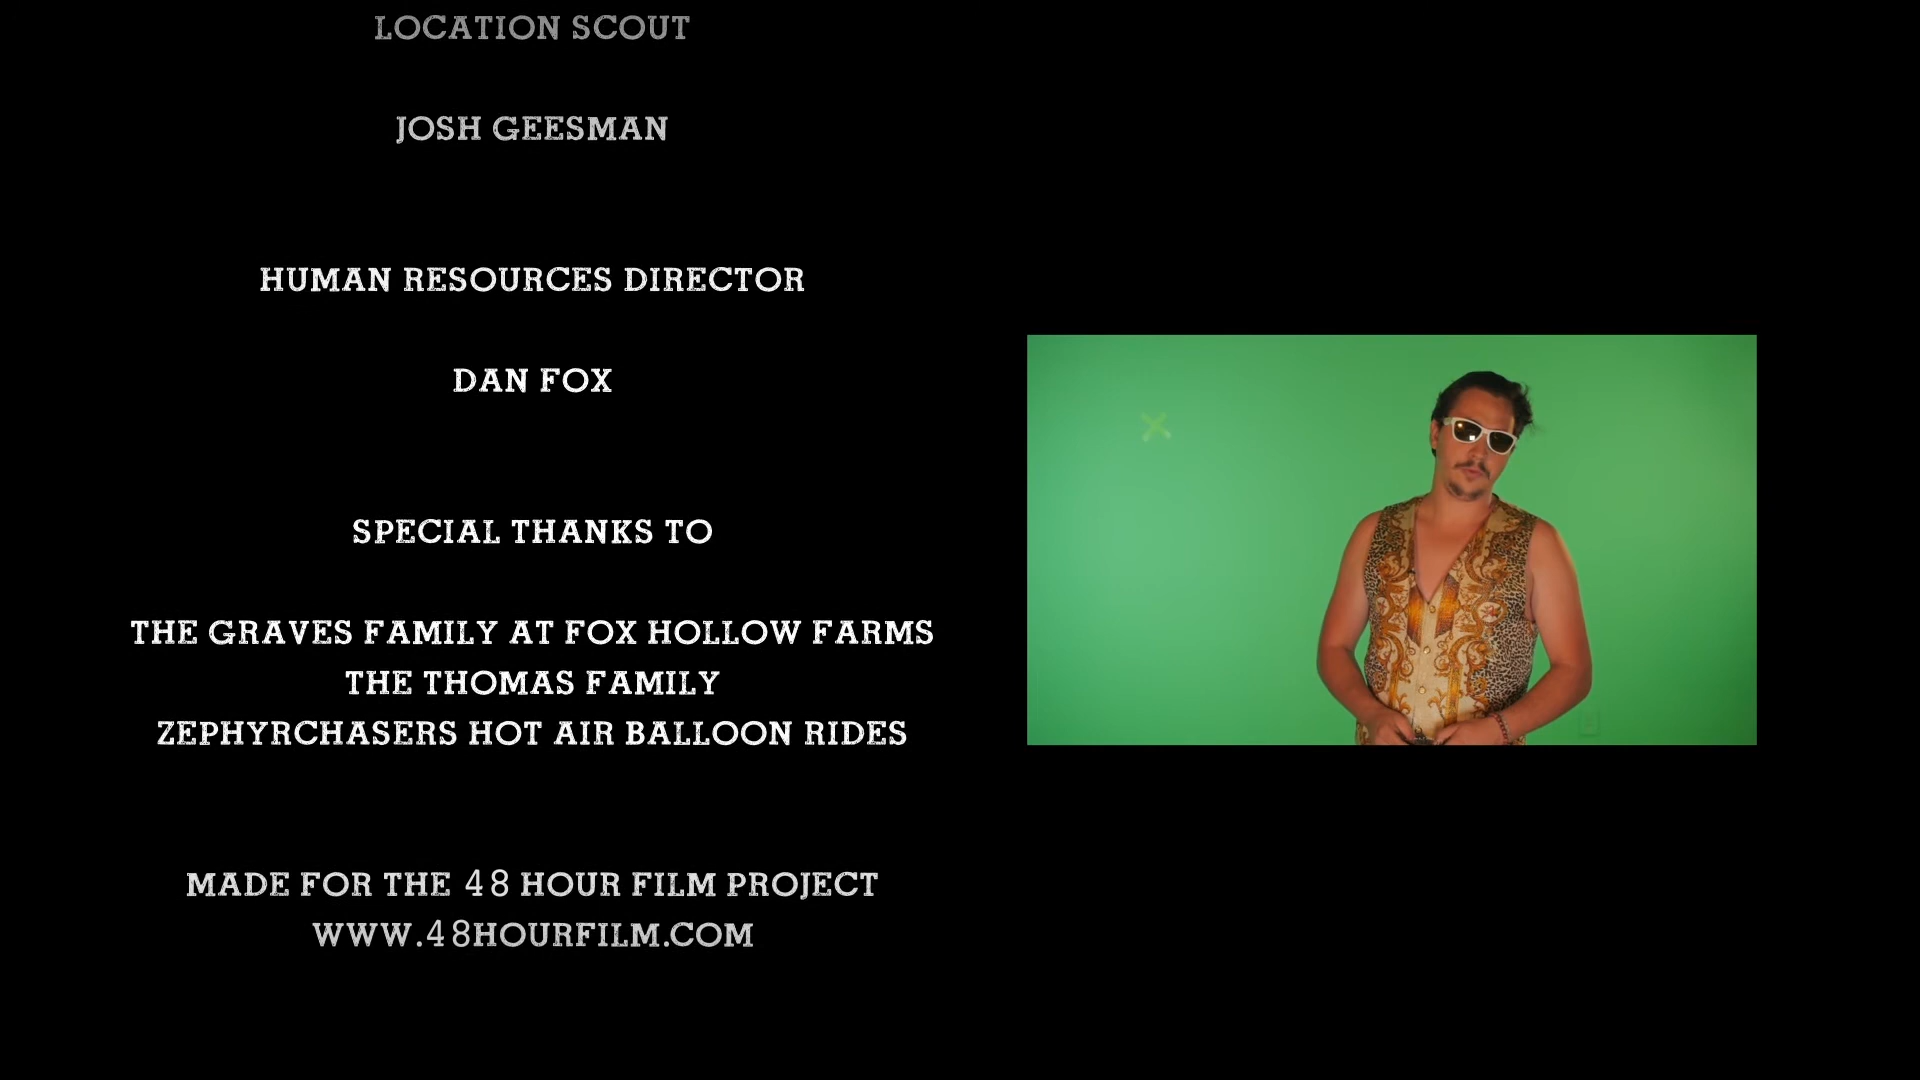 LOCATION SCOUT
JOSH GEESMAN
HUMAN RESOURCES DIRECTOR
DAN FOX
SPECIAL THANKS TO
THE GRAVES FAMILY AT FOX HOLLOW FARMS
THE THOMAS FAMILY
ZEPHYRCHASERS HOT AIR BALLOON RIDES
MADE FOR THE 48 HOUR FILM PROJECT
WWW.48HOURFILM.COM